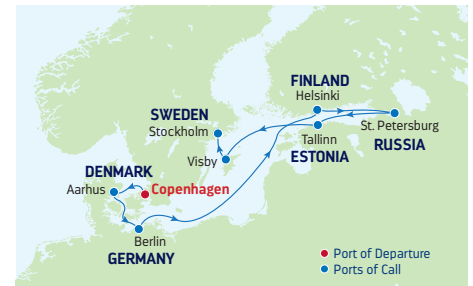 FINLAND
Helsinki
SWEDEN
Stockholm
St. Petersburg
RUSSIA
Tallinn
ESTONIA
Visby
DENMARK
Aarhus
Copenhagen
Berlin
GERMANY
Port of Departure
Ports of Call